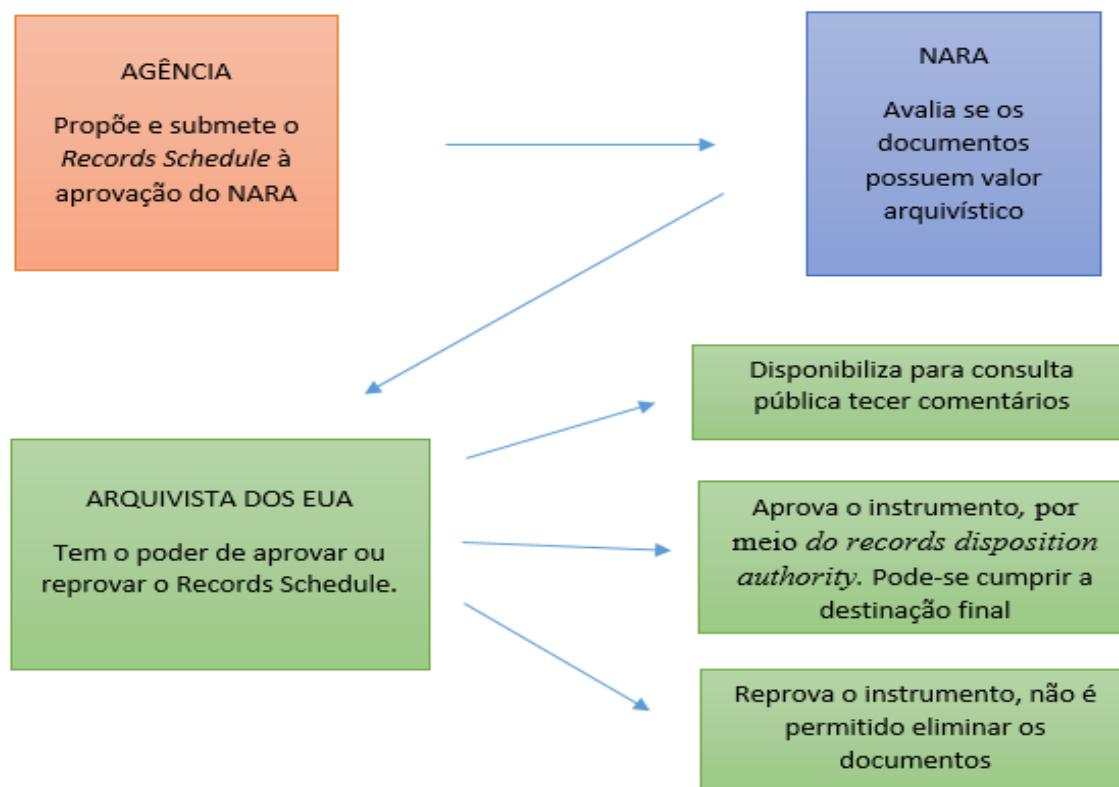 AGÊNCIA
Propõe e submete o
Records Schedule à
aprovação do NARA
NARA
Avalia se os
documentos
possuem valor
arquivístico
ARQUIVISTA DOS EUA
Tem o poder de aprovar ou
reprovar o Records Schedule.
Disponibiliza para consulta
pública tecer comentários
Aprova o instrumento, por
meio do records disposition
authority. Pode-se cumprir a
destinação final
Reprova o instrumento, não é
permitido eliminar os
documentos